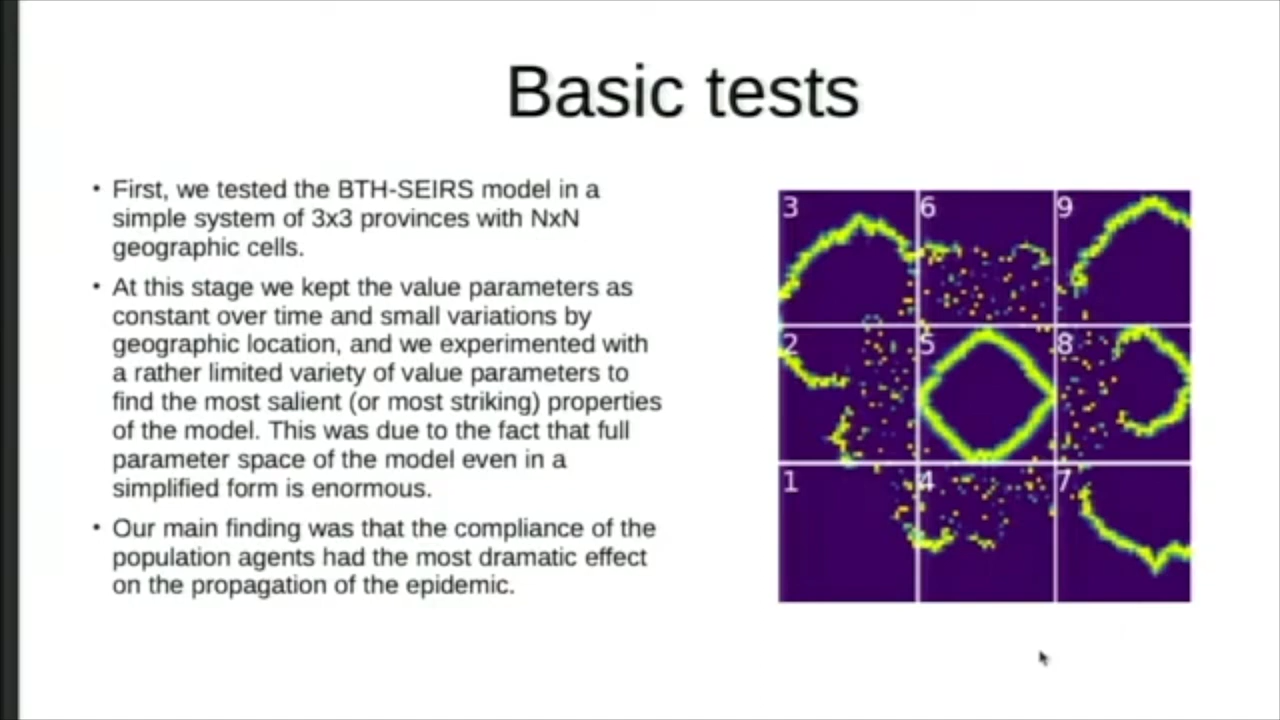 Basic tests
• First, we tested the BTH-SEIRS model in a
simple system of 3x3 provinces with NxN
geographic cells.
• At this stage we kept the value parameters as
constant over time and small variations by
geographic location, and we experimented with
a rather limited variety of value parameters to
find the most salient (or most striking) properties
of the model. This was due to the fact that full
parameter space of the model even in a
simplified form is enormous.
• Our main finding was that the compliance of the
population agents had the most dramatic effect
on the propagation of the epidemic.
3 6 9
2 5 8
1 4 7